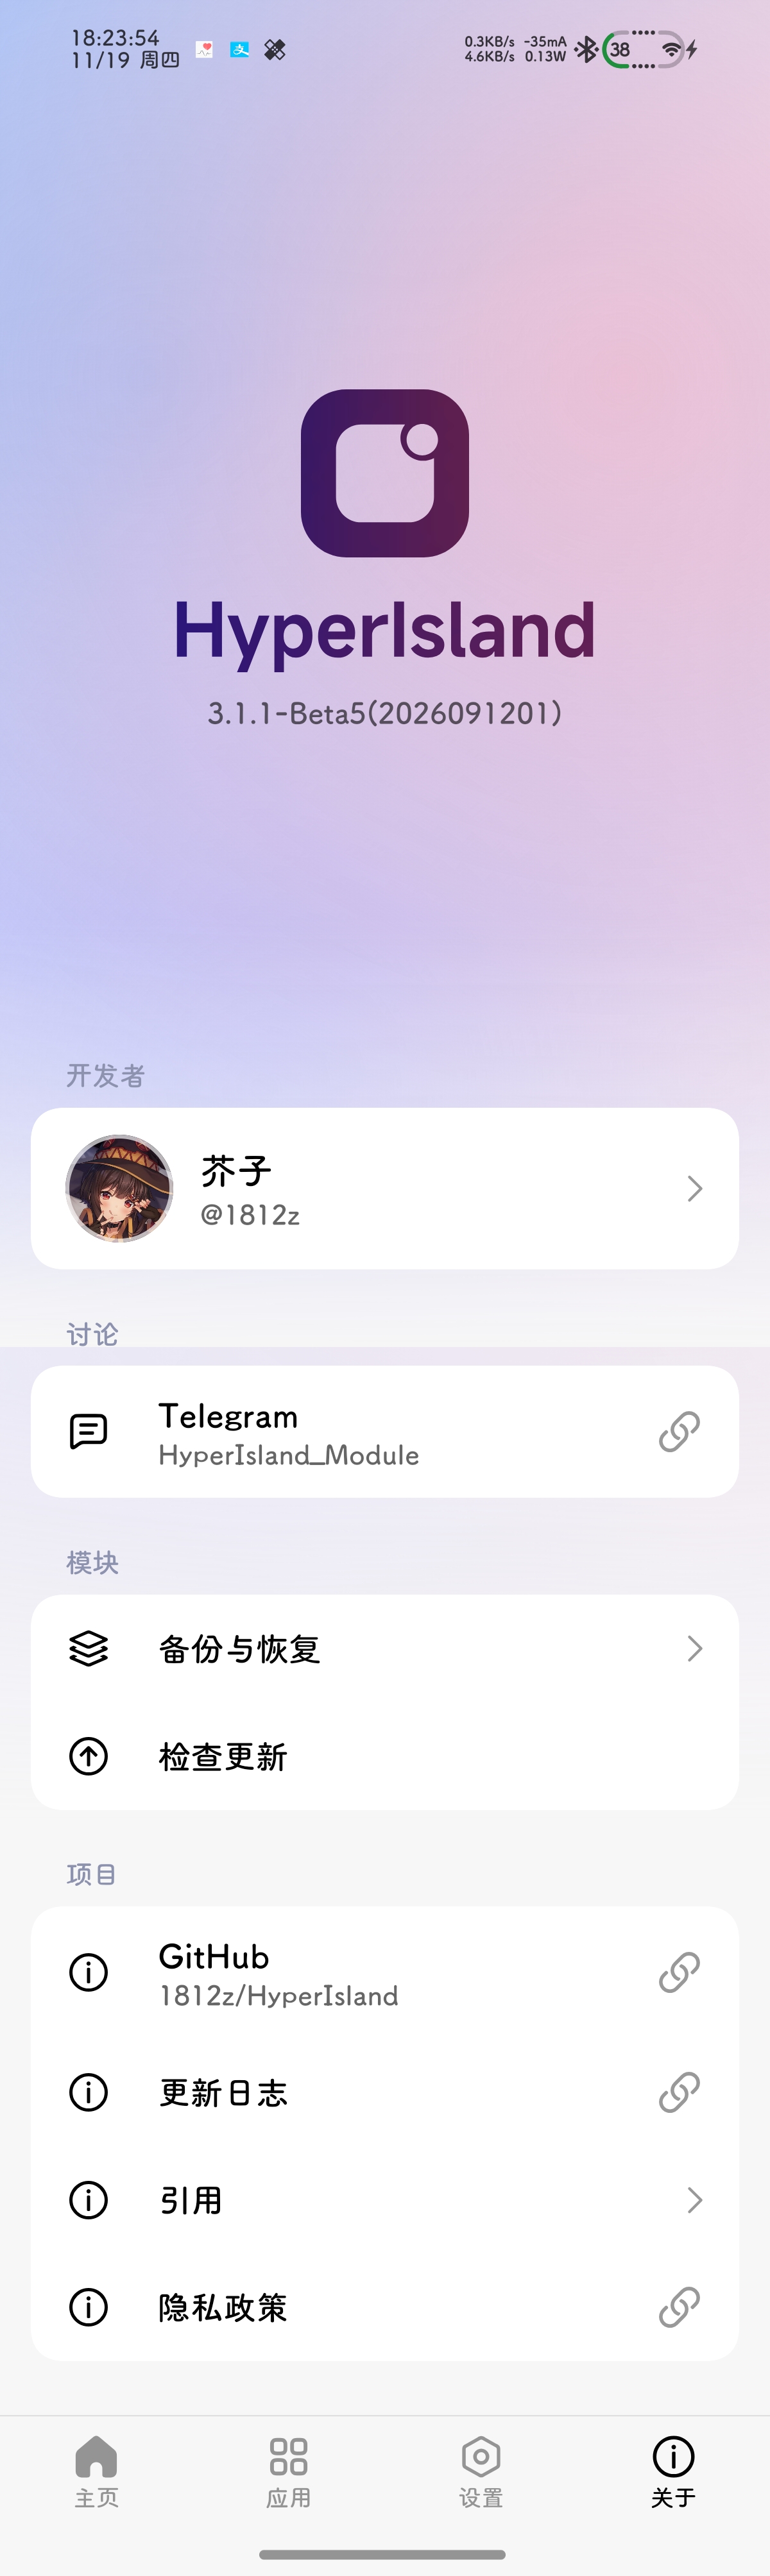 18:23:54
11/19 周四
0.3KB/s -35mA
4.6KB/s 0.13W
38
HyperIsland
3.1.1-Beta5(2026091201)
开发者
芥子
@1812z
讨论
Telegram
HyperIsland_Module
模块
备份与恢复
检查更新
项目
GitHub
1812z/HyperIsland
更新日志
引用
隐私政策
主页
应用
设置
关于